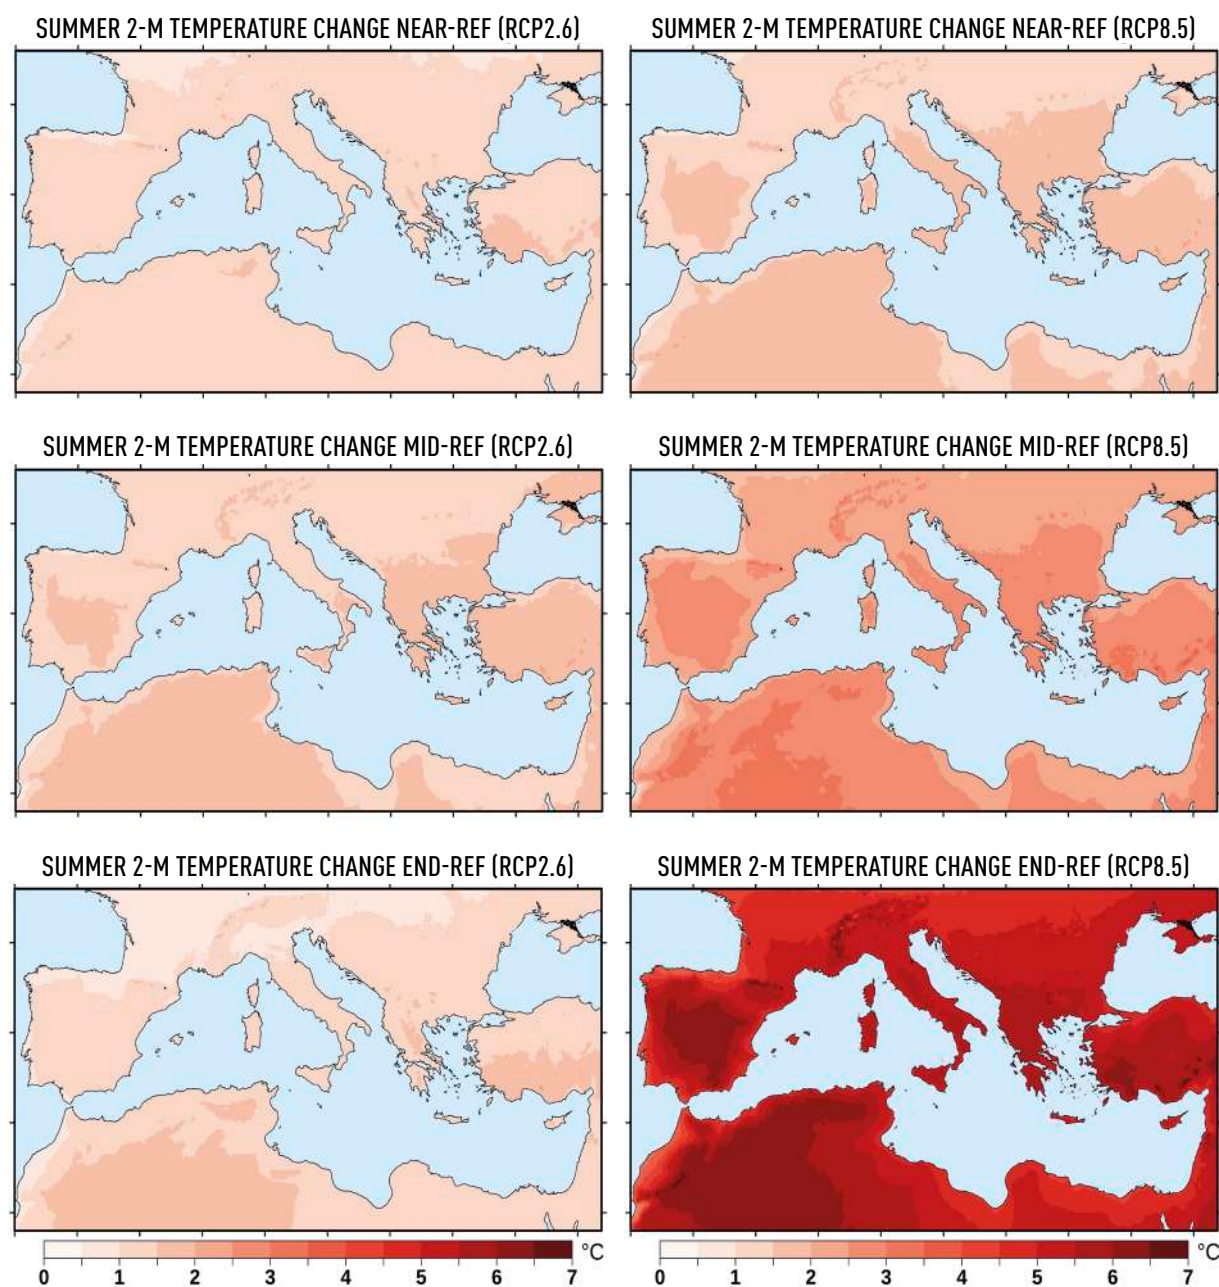 SUMMER 2-M TEMPERATURE CHANGE NEAR-REF (RCP2.6)
SUMMER 2-M TEMPERATURE CHANGE NEAR-REF (RCP8.5)
SUMMER 2-M TEMPERATURE CHANGE MID-REF (RCP2.6)
SUMMER 2-M TEMPERATURE CHANGE MID-REF (RCP8.5)
SUMMER 2-M TEMPERATURE CHANGE END-REF (RCP2.6)
SUMMER 2-M TEMPERATURE CHANGE END-REF (RCP8.5)
°C
0 1 2 3 4 5 6 7
°C
0 1 2 3 4 5 6 7